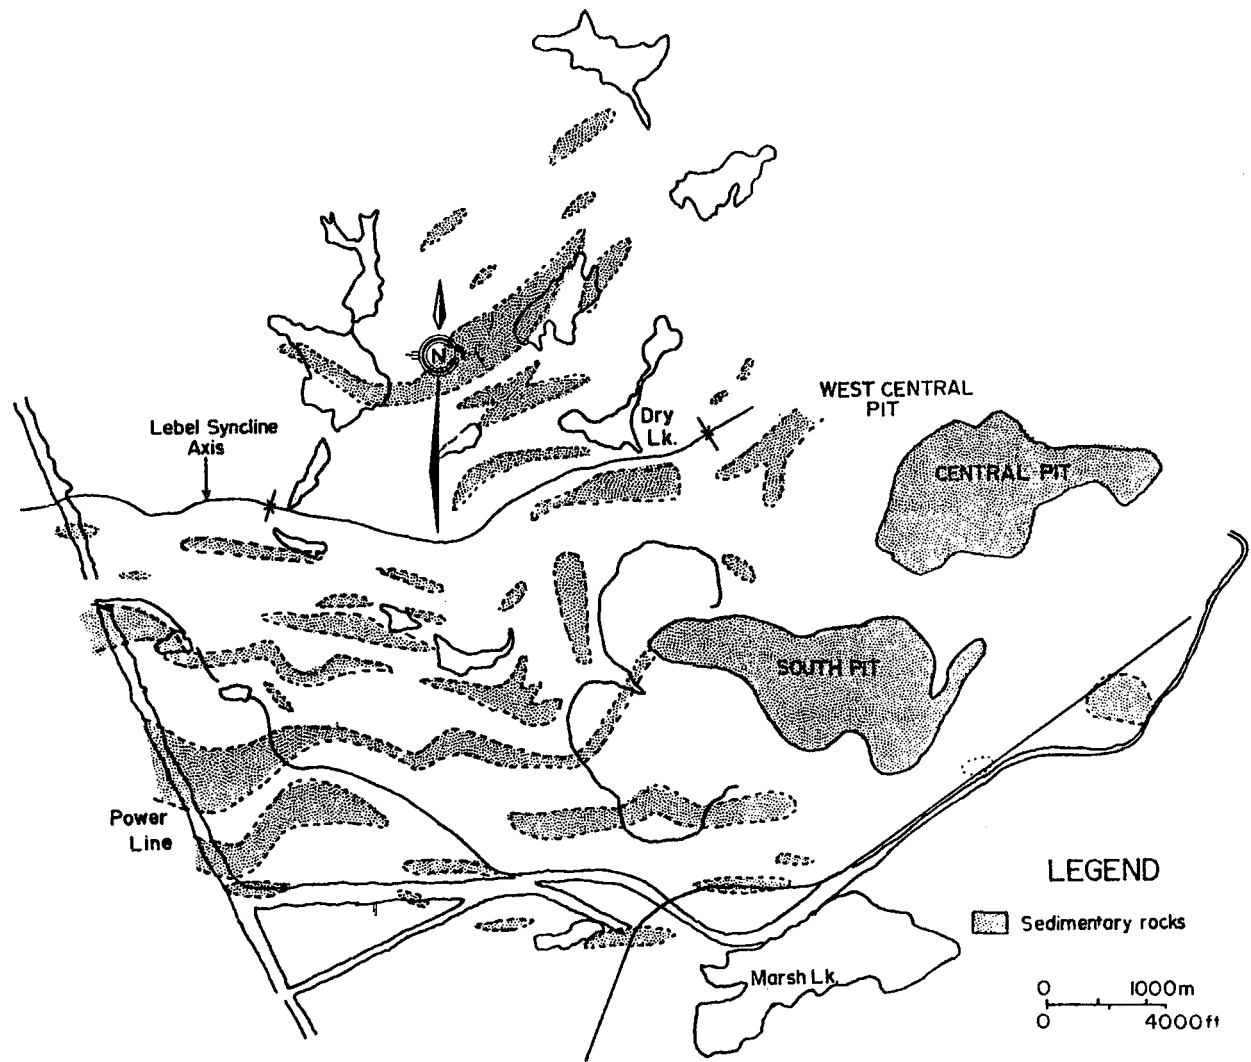 N
WEST CENTRAL
PIT
Dry
Lk.
Lebel Syncline
Axis
CENTRAL PIT
SOUTH PIT
Power
Line
LEGEND
Sedimentary rocks
Marsh Lk.
0 1000m
0 4000ft